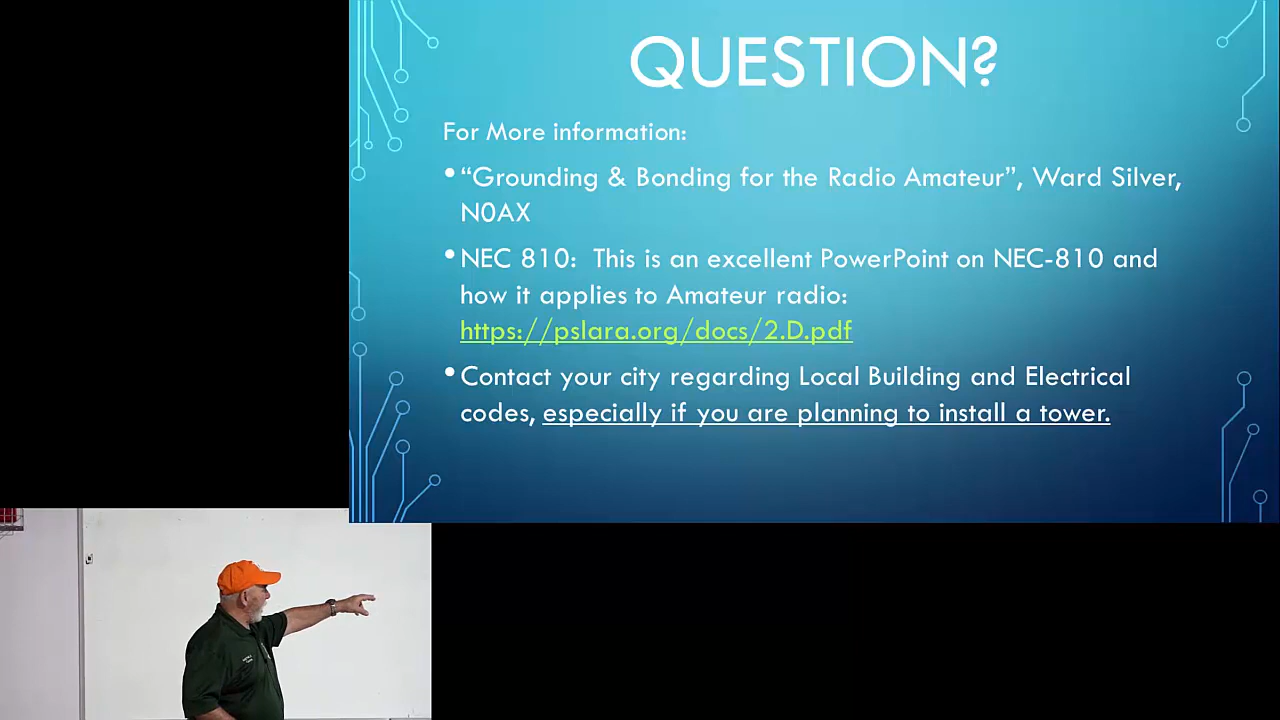 QUESTION?
For More information:
•“Grounding & Bonding for the Radio Amateur”, Ward Silver,
N0AX
•NEC 810:  This is an excellent PowerPoint on NEC-810 and
how it applies to Amateur radio:
https://pslara.org/docs/2.D.pdf
•Contact your city regarding Local Building and Electrical
codes, especially if you are planning to install a tower.